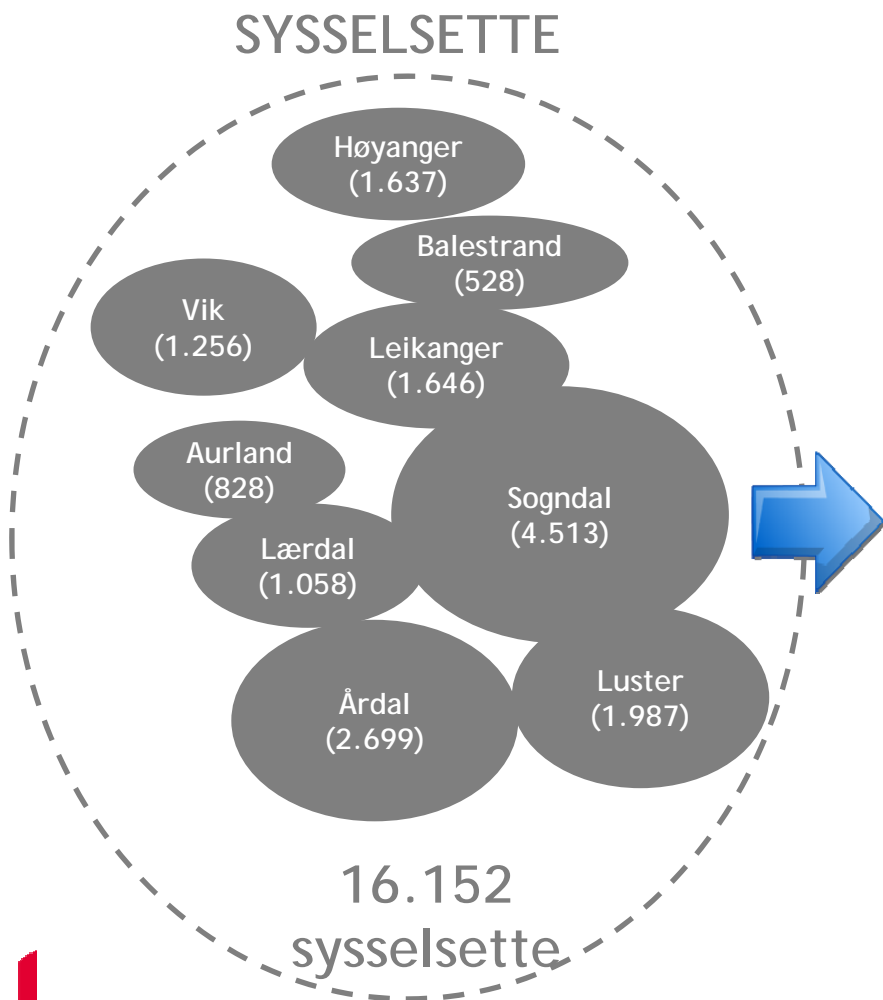 SYSSELSETTE
Høyanger
(1.637)
Balestrand
(528)
Vik
(1.256)
Leikanger
(1.646)
Aurland
(828)
Sogndal
(4.513)
Lærdal
(1.058)
Årdal
(2.699)
Luster
(1.987)
16.152
sysselsette